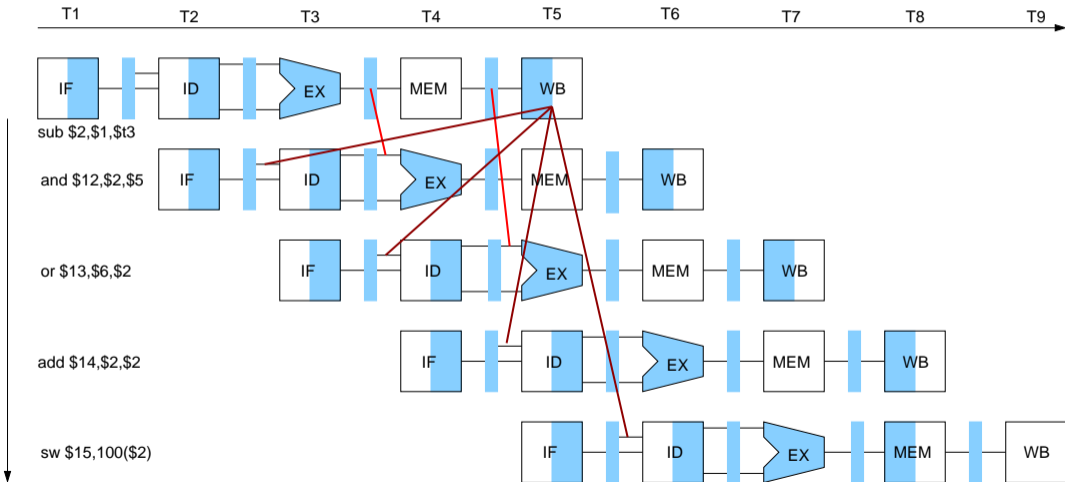 T1 T2 T3 T4 T5 T6 T7 T8 T9
IF ID EX MEM WB
sub $2,$1,$t3
and $12,$2,$5 IF ID EX MEM WB
or $13,$6,$2 IF ID EX MEM WB
add $14,$2,$2 IF ID EX MEM WB
sw $15,100($2) IF ID EX MEM WB